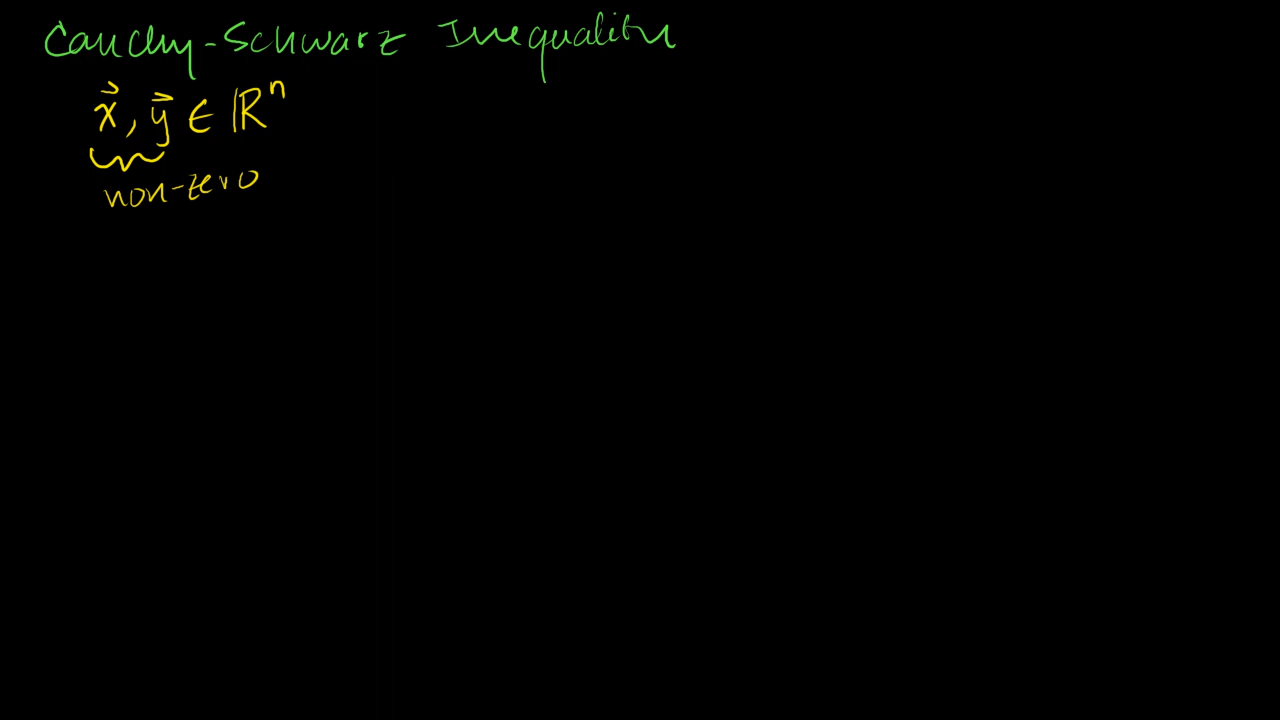 Cauchy-Schwarz Inequality
x⃗, y⃗ ∈ ℝⁿ
non-zero